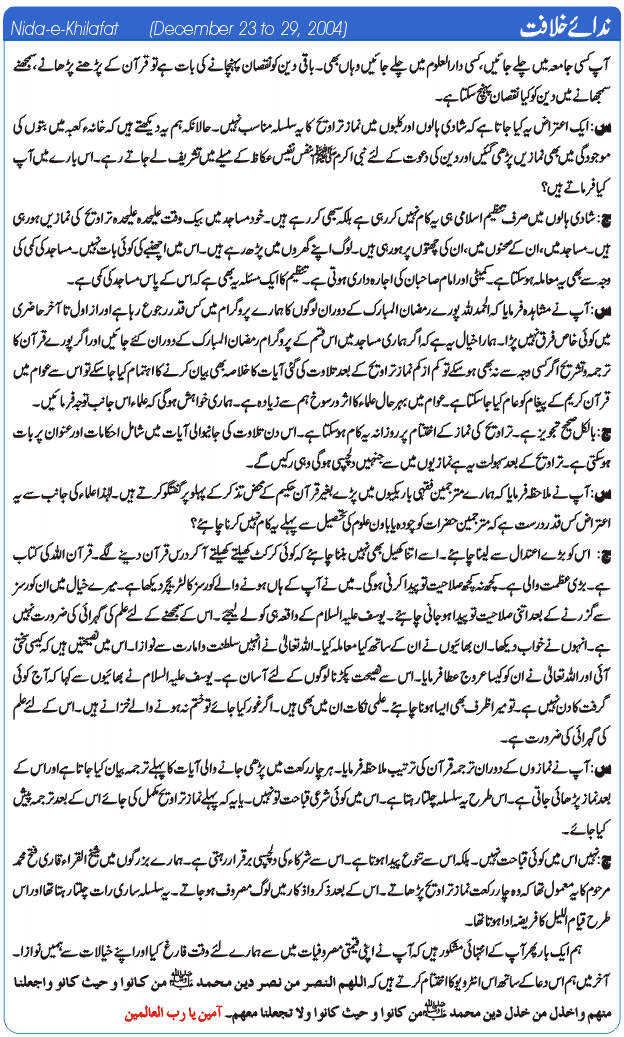 Nida-e-Khilafat (December 23 to 29, 2004) ندائے خلافت
آپ کسی جامعہ میں چلے جائیں، کسی دارالعلوم میں چلے جائیں وہاں بھی۔ باقی دین کو نقصان پہنچانے کی بات ہے تو قرآن کے پڑھنے پڑھانے، سمجھنے
سمجھانے میں دین کو کیا نقصان پہنچ سکتا ہے۔
س: ایک اعتراض یہ کیا جاتا ہے کہ شادی ہالوں اور کلبوں میں نماز تراویح کا یہ سلسلہ مناسب نہیں۔ حالانکہ ہم یہ دیکھتے ہیں کہ خانہء کعبہ میں بتوں کی
موجودگی میں بھی نمازیں پڑھی گئیں اور دین کی دعوت کے لئے نبی اکرم ﷺ بنفس نفیس عکاظ کے میلے میں تشریف لے جاتے رہے۔ اس بارے میں آپ
کیا فرماتے ہیں؟
ج: شادی ہالوں میں صرف تنظیم اسلامی ہی یہ کام نہیں کر رہی ہے بلکہ سبھی کر رہے ہیں۔ خود مساجد میں بیک وقت علیحدہ علیحدہ تراویح کی نمازیں ہو رہی
ہیں۔ مساجد میں، ان کے صحنوں میں، ان کی چھتوں پر ہو رہی ہیں۔ لوگ اپنے گھروں میں پڑھ رہے ہیں۔ اس میں اچنبھے کی کوئی بات نہیں۔ مساجد کی کمی کی
وجہ سے بھی یہ معاملہ ہو سکتا ہے۔ کمیٹی اور امام صاحبان کی اجارہ داری ہوتی ہے۔ تنظیم کا ایک مسئلہ یہ بھی ہے کہ اس کے پاس مساجد کی کمی ہے۔
س: آپ نے مشاہدہ فرمایا کہ الحمدللہ پورے رمضان المبارک کے دوران لوگوں کا ہمارے پروگرام میں کس قدر رجوع رہا ہے اور از اول تا آخر حاضری
میں کوئی خاص فرق نہیں پڑا۔ ہمارا خیال یہ ہے کہ اگر ہماری مساجد میں اس قسم کے پروگرام رمضان المبارک کے دوران کئے جائیں اور اگر پورے قرآن کا
ترجمہ و تشریح اگر کسی وجہ سے نہ بھی ہو سکے تو کم از کم نماز تراویح کے بعد تلاوت کی گئی آیات کا خلاصہ بھی بیان کرنے کا اہتمام کیا جا سکے تو اس سے عوام میں
قرآن کریم کے پیغام کو عام کیا جا سکتا ہے۔ عوام میں بہرحال علماء کا اثر و رسوخ ہم سے زیادہ ہے۔ ہماری خواہش ہو گی کہ علماء اس جانب توجہ فرمائیں۔
ج: بالکل صحیح تجویز ہے۔ تراویح کی نماز کے اختتام پر روزانہ یہ کام ہو سکتا ہے۔ اس دن تلاوت کی جانیوالی آیات میں شامل احکامات اور عنوان پر بات
ہو سکتی ہے۔ تراویح کے بعد سہولت یہ ہے نمازیوں میں سے جنہیں دلچسپی ہو گی وہی رکیں گے۔
س: آپ نے ملاحظہ فرمایا کہ ہمارے مترجمین فقہی باریکیوں میں پڑے بغیر قرآن حکیم کے محض تذکر کے پہلو پر گفتگو کرتے ہیں۔ لہٰذا علماء کی جانب سے یہ
اعتراض کس قدر درست ہے کہ مترجمین حضرات کو چودہ یا باون علوم کی تحصیل سے پہلے یہ کام نہیں کرنا چاہئے؟
ج: اس کو بڑے اعتدال سے لینا چاہئے۔ اسے اتنا کھیل بھی نہیں بننا چاہئے کہ کوئی کرکٹ کھیلتے کھیلتے آ کر درس قرآن دینے لگے۔ قرآن اللہ کی کتاب
ہے۔ بڑی عظمت والی ہے۔ کچھ نہ کچھ صلاحیت تو پیدا کرنی ہو گی۔ میں نے آپ کے ہاں ہونے والے کورسز کا لٹریچر دیکھا ہے۔ میرے خیال میں ان کورسز
سے گزرنے کے بعد اتنی صلاحیت تو پیدا ہو جانی چاہئے۔ یوسف علیہ السلام کے واقعہ ہی کو لے لیجئے۔ اس کے سمجھنے کے لئے علم کی گہرائی کی ضرورت نہیں
ہے۔ انہوں نے خواب دیکھا۔ ان بھائیوں نے ان کے ساتھ کیا معاملہ کیا۔ اللہ تعالیٰ نے انہیں سلطنت و امارت سے نوازا۔ اس میں نصیحتیں ہیں کہ کیسی سختی
آئی اور اللہ تعالیٰ نے ان کو کیسا عروج عطا فرمایا۔ اس سے نصیحت پکڑنا لوگوں کے لئے آسان ہے۔ یوسف علیہ السلام نے بھائیوں سے کہا کہ آج کوئی
گرفت کا دن نہیں ہے۔ تو میرا ظرف بھی ایسا ہونا چاہئے۔ علمی نکات ان میں بھی ہیں۔ اگر غور کیا جائے تو ختم نہ ہونے والے خزانے ہیں۔ اس کے لئے علم
کی گہرائی کی ضرورت ہے۔
س: آپ نے نمازوں کے دوران ترجمہ قرآن کی ترتیب ملاحظہ فرمایا۔ ہر چار رکعت میں پڑھی جانے والی آیات کا پہلے ترجمہ بیان کیا جاتا ہے اور اس کے
بعد نماز پڑھائی جاتی ہے۔ اس طرح یہ سلسلہ چلتا رہتا ہے۔ اس میں کوئی شرعی قباحت تو نہیں۔ یا یہ کہ پہلے نماز تراویح مکمل کی جائے اس کے بعد ترجمہ پیش
کیا جائے۔
ج: نہیں اس میں کوئی قباحت نہیں۔ بلکہ اس سے تنوع پیدا ہوتا ہے۔ اس سے شرکاء کی دلچسپی برقرار رہتی ہے۔ ہمارے بزرگوں میں شیخ القراء قاری فتح محمد
مرحوم کا یہ معمول تھا کہ وہ چار رکعت نماز تراویح پڑھاتے۔ اس کے بعد ذکر و اذکار میں لوگ مصروف ہو جاتے۔ یہ سلسلہ ساری رات چلتا رہتا تھا اور اس
طرح قیام اللیل کا فریضہ ادا ہوتا تھا۔
ہم ایک بار پھر آپ کے انتہائی مشکور ہیں کہ آپ نے اپنی قیمتی مصروفیات میں سے ہمارے لئے وقت فارغ کیا اور اپنے خیالات سے ہمیں نوازا۔
آخر میں ہم اس دعا کے ساتھ اس انٹرویو کا اختتام کرتے ہیں کہ اللهم النصر من نصر دين محمد ﷺ من كانوا و حيث كانوا واجعلنا
منهم واخذل من خذل دين محمد ﷺ من كانوا و حيث كانوا ولا تجعلنا معهم۔ آمين يا رب العالمين